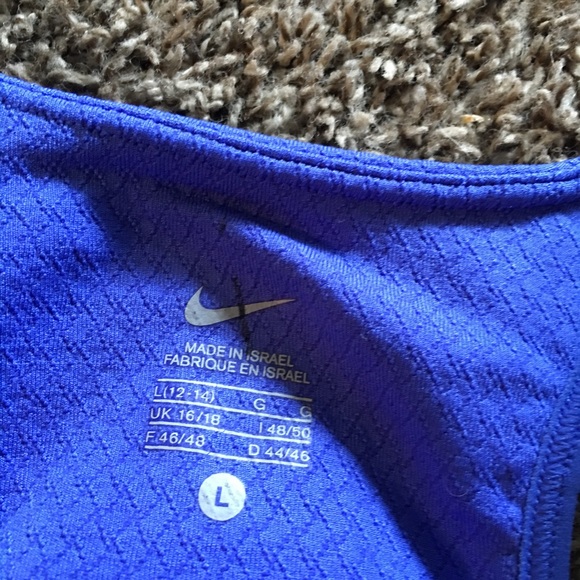 MADE IN ISRAEL
FABRIQUE EN ISRAEL
L(12-14) G G
UK 16/18 I 48/50
F 46/48 D 44/46
L